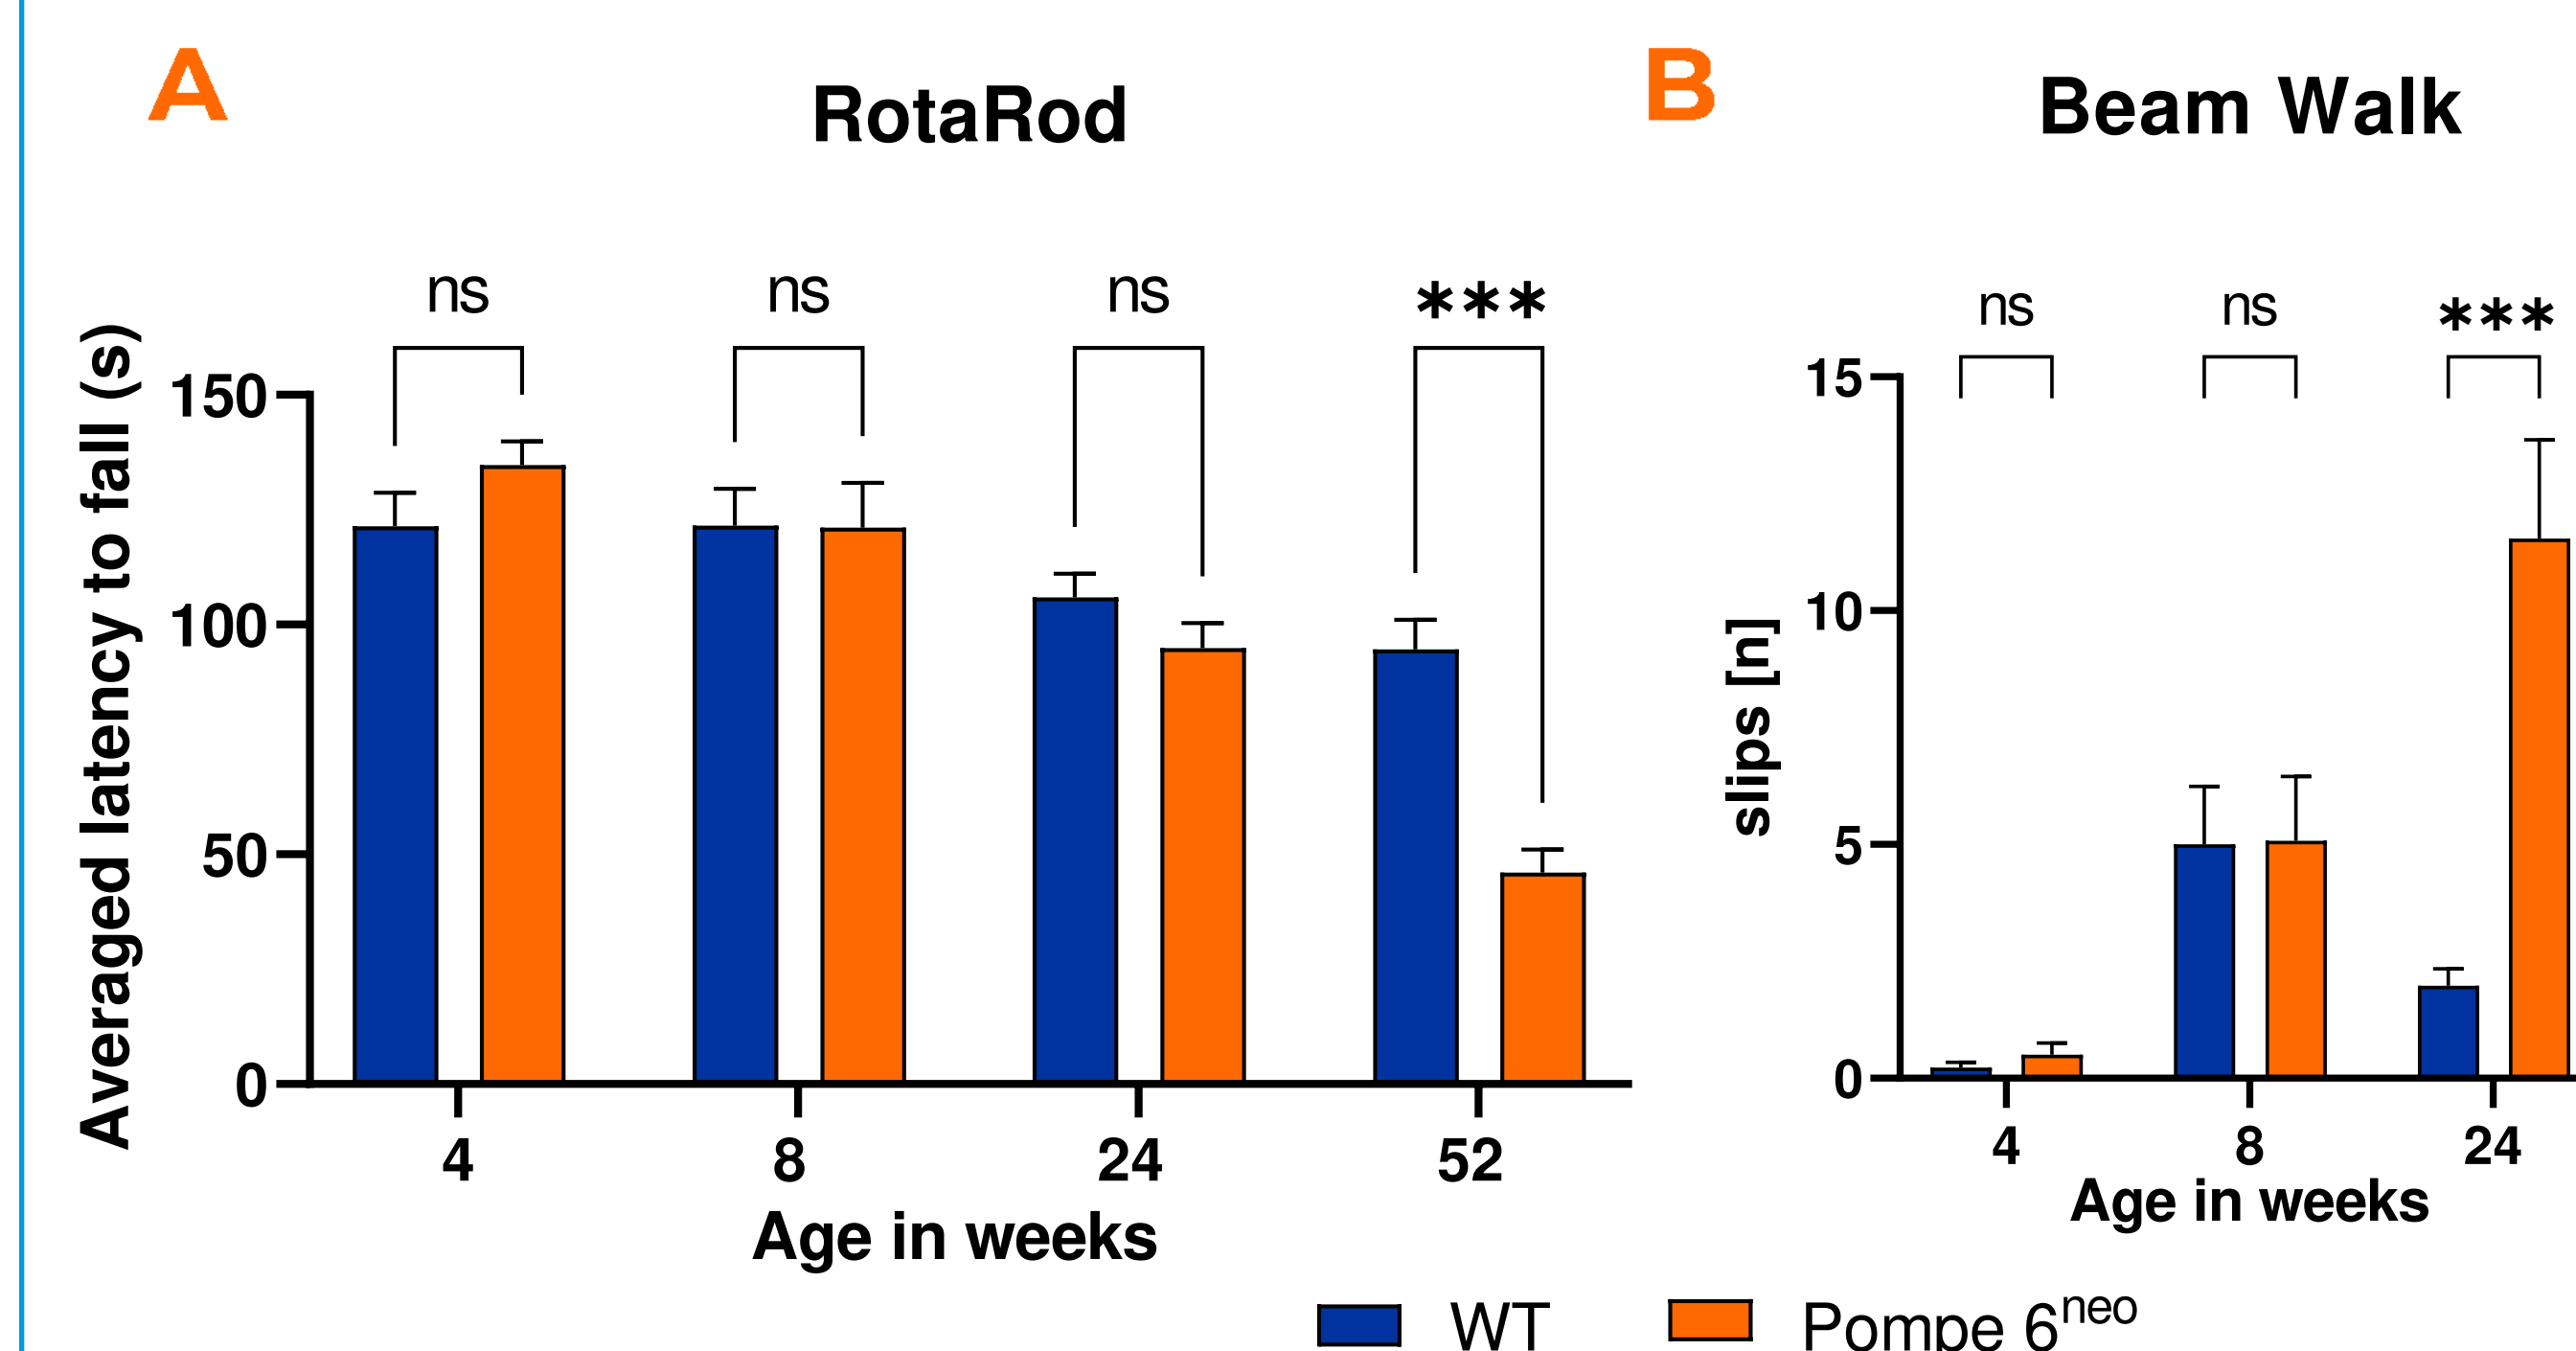 A
RotaRod
ns ns ns ***
Averaged latency to fall (s)
150
100
50
0
4 8 24 52
Age in weeks
B
Beam Walk
ns ns ***
slips [n]
15
10
5
0
4 8 24
Age in weeks
WT Pompe 6neo